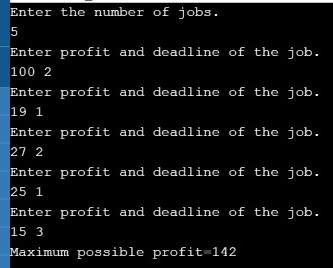 Enter the number of jobs.
5
Enter profit and deadline of the job.
100 2
Enter profit and deadline of the job.
19 1
Enter profit and deadline of the job.
27 2
Enter profit and deadline of the job.
25 1
Enter profit and deadline of the job.
15 3
Maximum possible profit=142